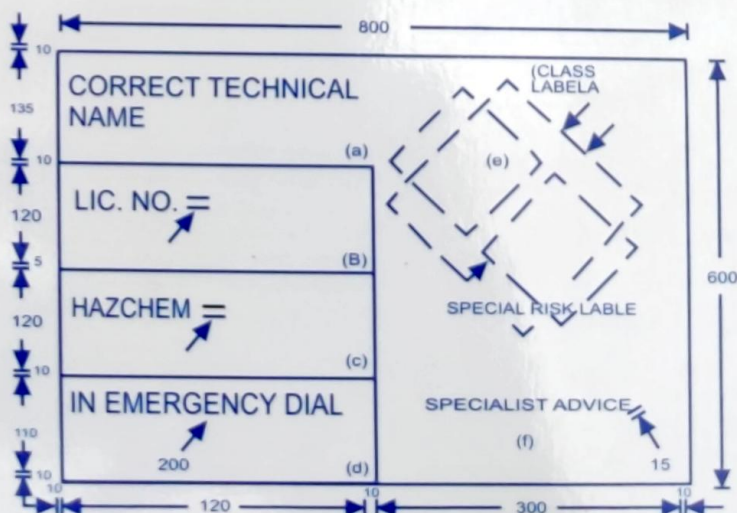 800
10
CORRECT TECHNICAL
NAME
(CLASS
LABELA
135
(a)
(e)
10
LIC. NO. =
120
(B)
5
600
HAZCHEM =
SPECIAL RISK LABLE
120
(c)
10
IN EMERGENCY DIAL
SPECIALIST ADVICE
110
(f)
200
15
(d)
10
10
10
10
120
300